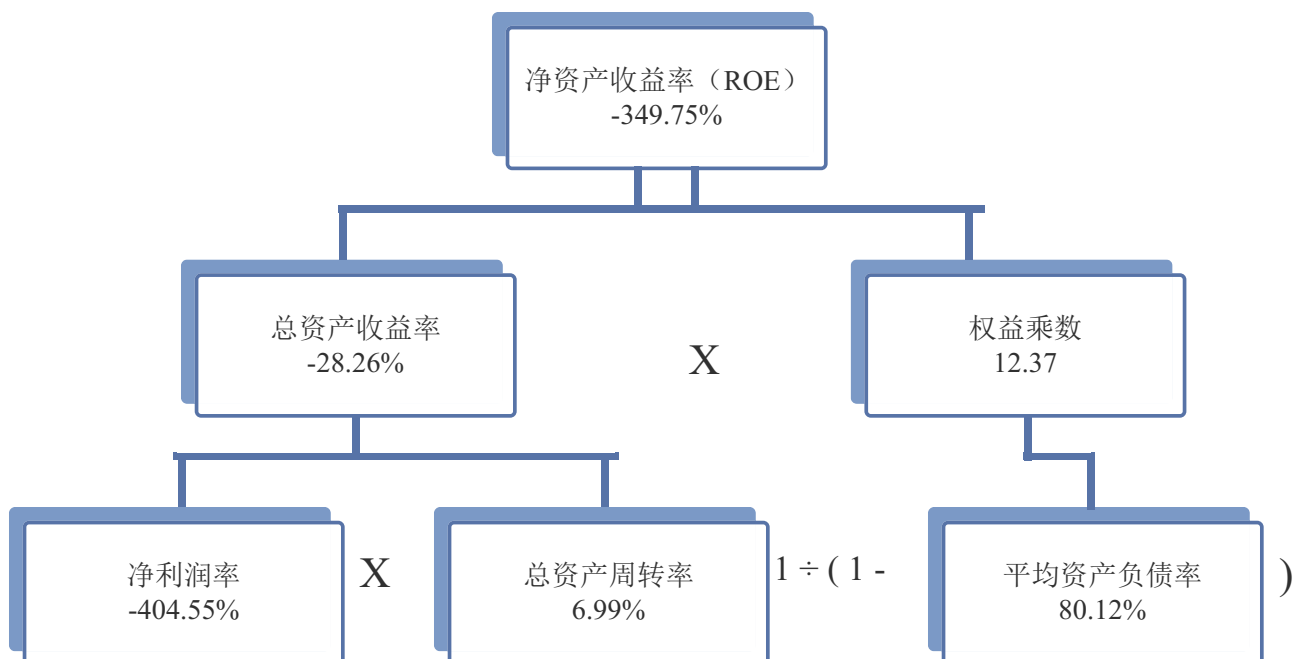 净资产收益率（ROE）
-349.75%
总资产收益率
-28.26%
X
权益乘数
12.37
净利润率
-404.55%
X
总资产周转率
6.99%
1 ÷ ( 1 -
平均资产负债率
80.12%
)